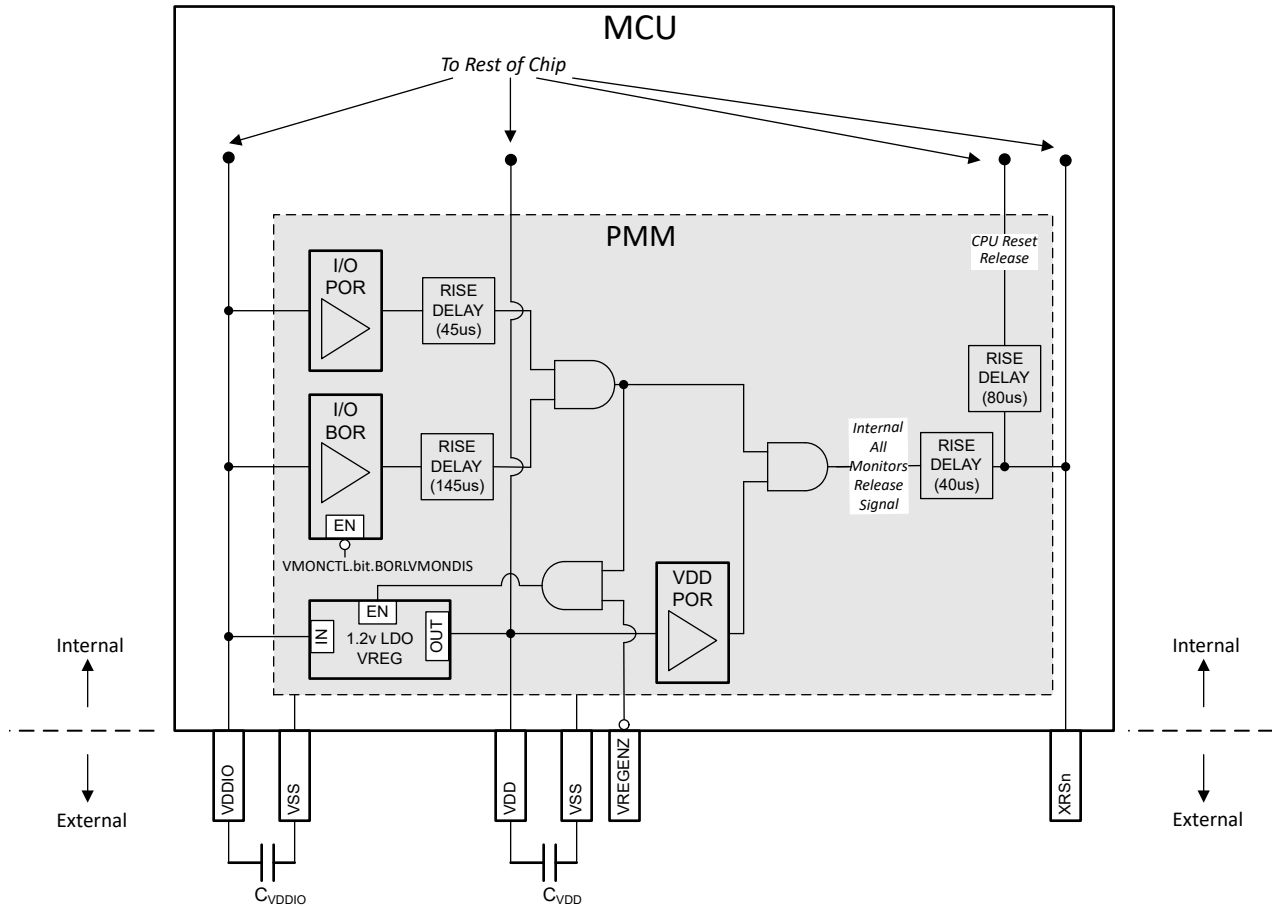 MCU
To Rest of Chip
PMM
CPU Reset
Release
I/O
POR
RISE
DELAY
(45us)
RISE
DELAY
(80us)
I/O
BOR
RISE
DELAY
(145us)
Internal
All
Monitors
Release
Signal
RISE
DELAY
(40us)
EN
VMONCTL.bit.BORLVMONDIS
VDD
POR
EN
IN
1.2v LDO
VREG
OUT
Internal
Internal
External
External
VDDIO
VSS
VDD
VSS
VREGENZ
XRSn
CVDDIO
CVDD